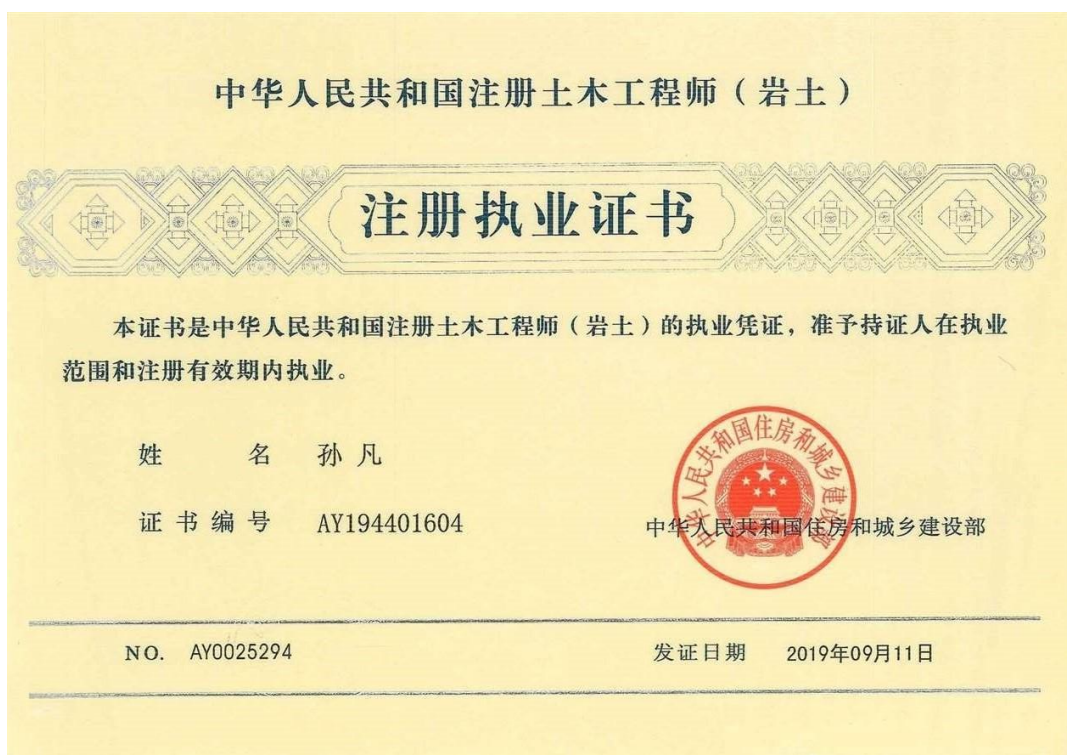 中华人民共和国注册土木工程师（岩土）
注册执业证书
本证书是中华人民共和国注册土木工程师（岩土）的执业凭证，准予持证人在执业
范围和注册有效期内执业。
姓 名 孙凡
证书编号 AY194401604
中华人民共和国住房和城乡建设部
中华人民共和国住房和城乡建设部
NO. AY0025294
发证日期 2019年09月11日